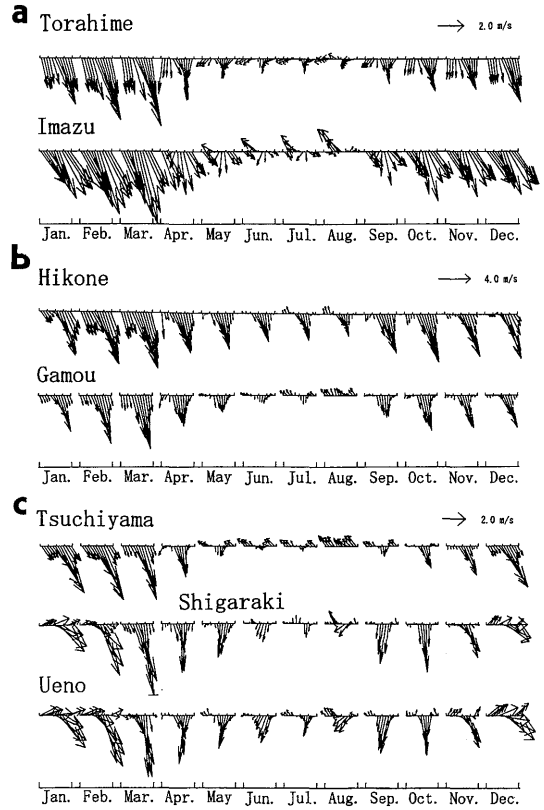 a
Torahime
2.0 m/s
Imazu
Jan. Feb. Mar. Apr. May Jun. Jul. Aug. Sep. Oct. Nov. Dec.
b
Hikone
4.0 m/s
Gamou
Jan. Feb. Mar. Apr. May Jun. Jul. Aug. Sep. Oct. Nov. Dec.
c
Tsuchiyama
2.0 m/s
Shigaraki
Ueno
Jan. Feb. Mar. Apr. May Jun. Jul. Aug. Sep. Oct. Nov. Dec.